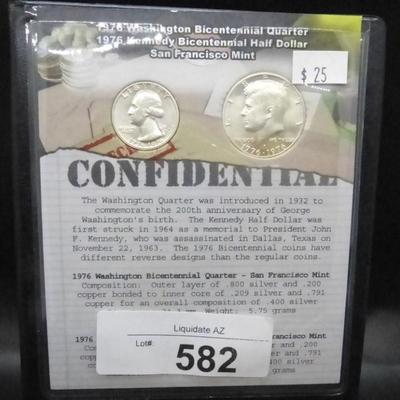 1976 Washington Bicentennial Quarter
1976 Kennedy Bicentennial Half Dollar
San Francisco Mint
$ 25
LIBERTY
1776-1976
CONFIDENTIAL
The Washington Quarter was introduced in 1932 to
commemorate the 200th anniversary of George
Washington's birth. The Kennedy Half Dollar was
first struck in 1964 as a memorial to President John
F. Kennedy, who was assassinated in Dallas, Texas on
November 22, 1963. The 1976 Bicentennial coins have
different reverse designs than the regular coins.
1976 Washington Bicentennial Quarter - San Francisco Mint
Composition: Outer layer of .800 silver and .200
copper bonded to inner core of .209 silver and .791
copper for an overall composition of .400 silver
Weight: 5.75 grams
Liquidate AZ
Lot#:
582
1976
Francisco Mint
and .200
and .791
400 silver
grams